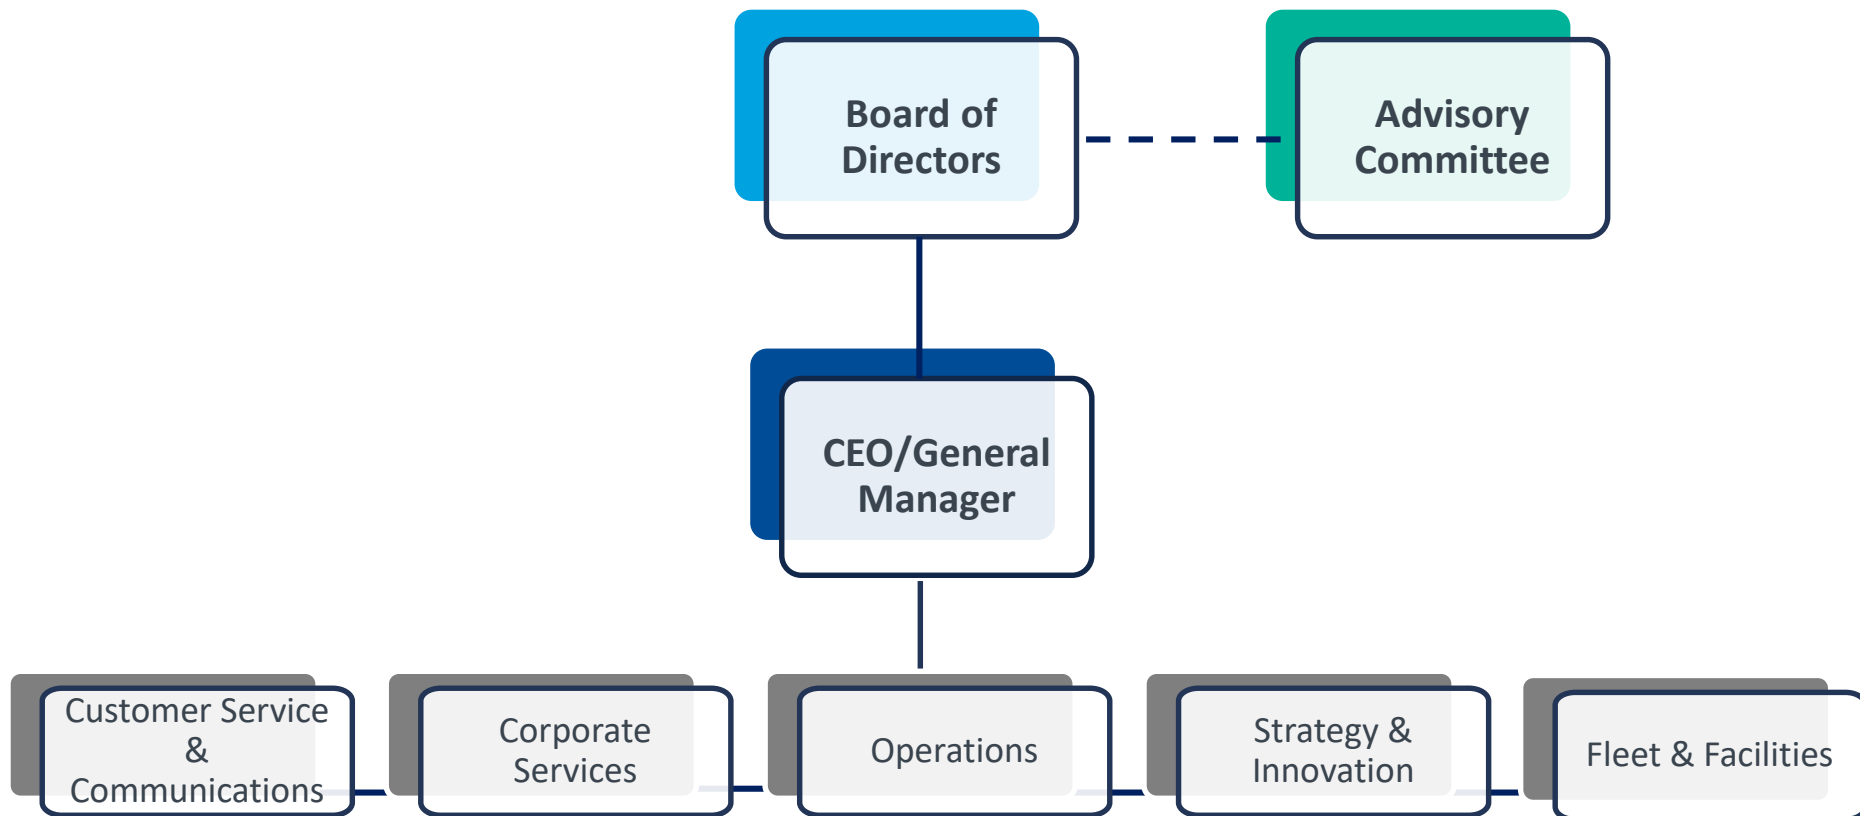 Board of
Directors
Advisory
Committee
CEO/General
Manager
Customer Service
&
Communications
Corporate
Services
Operations
Strategy &
Innovation
Fleet & Facilities